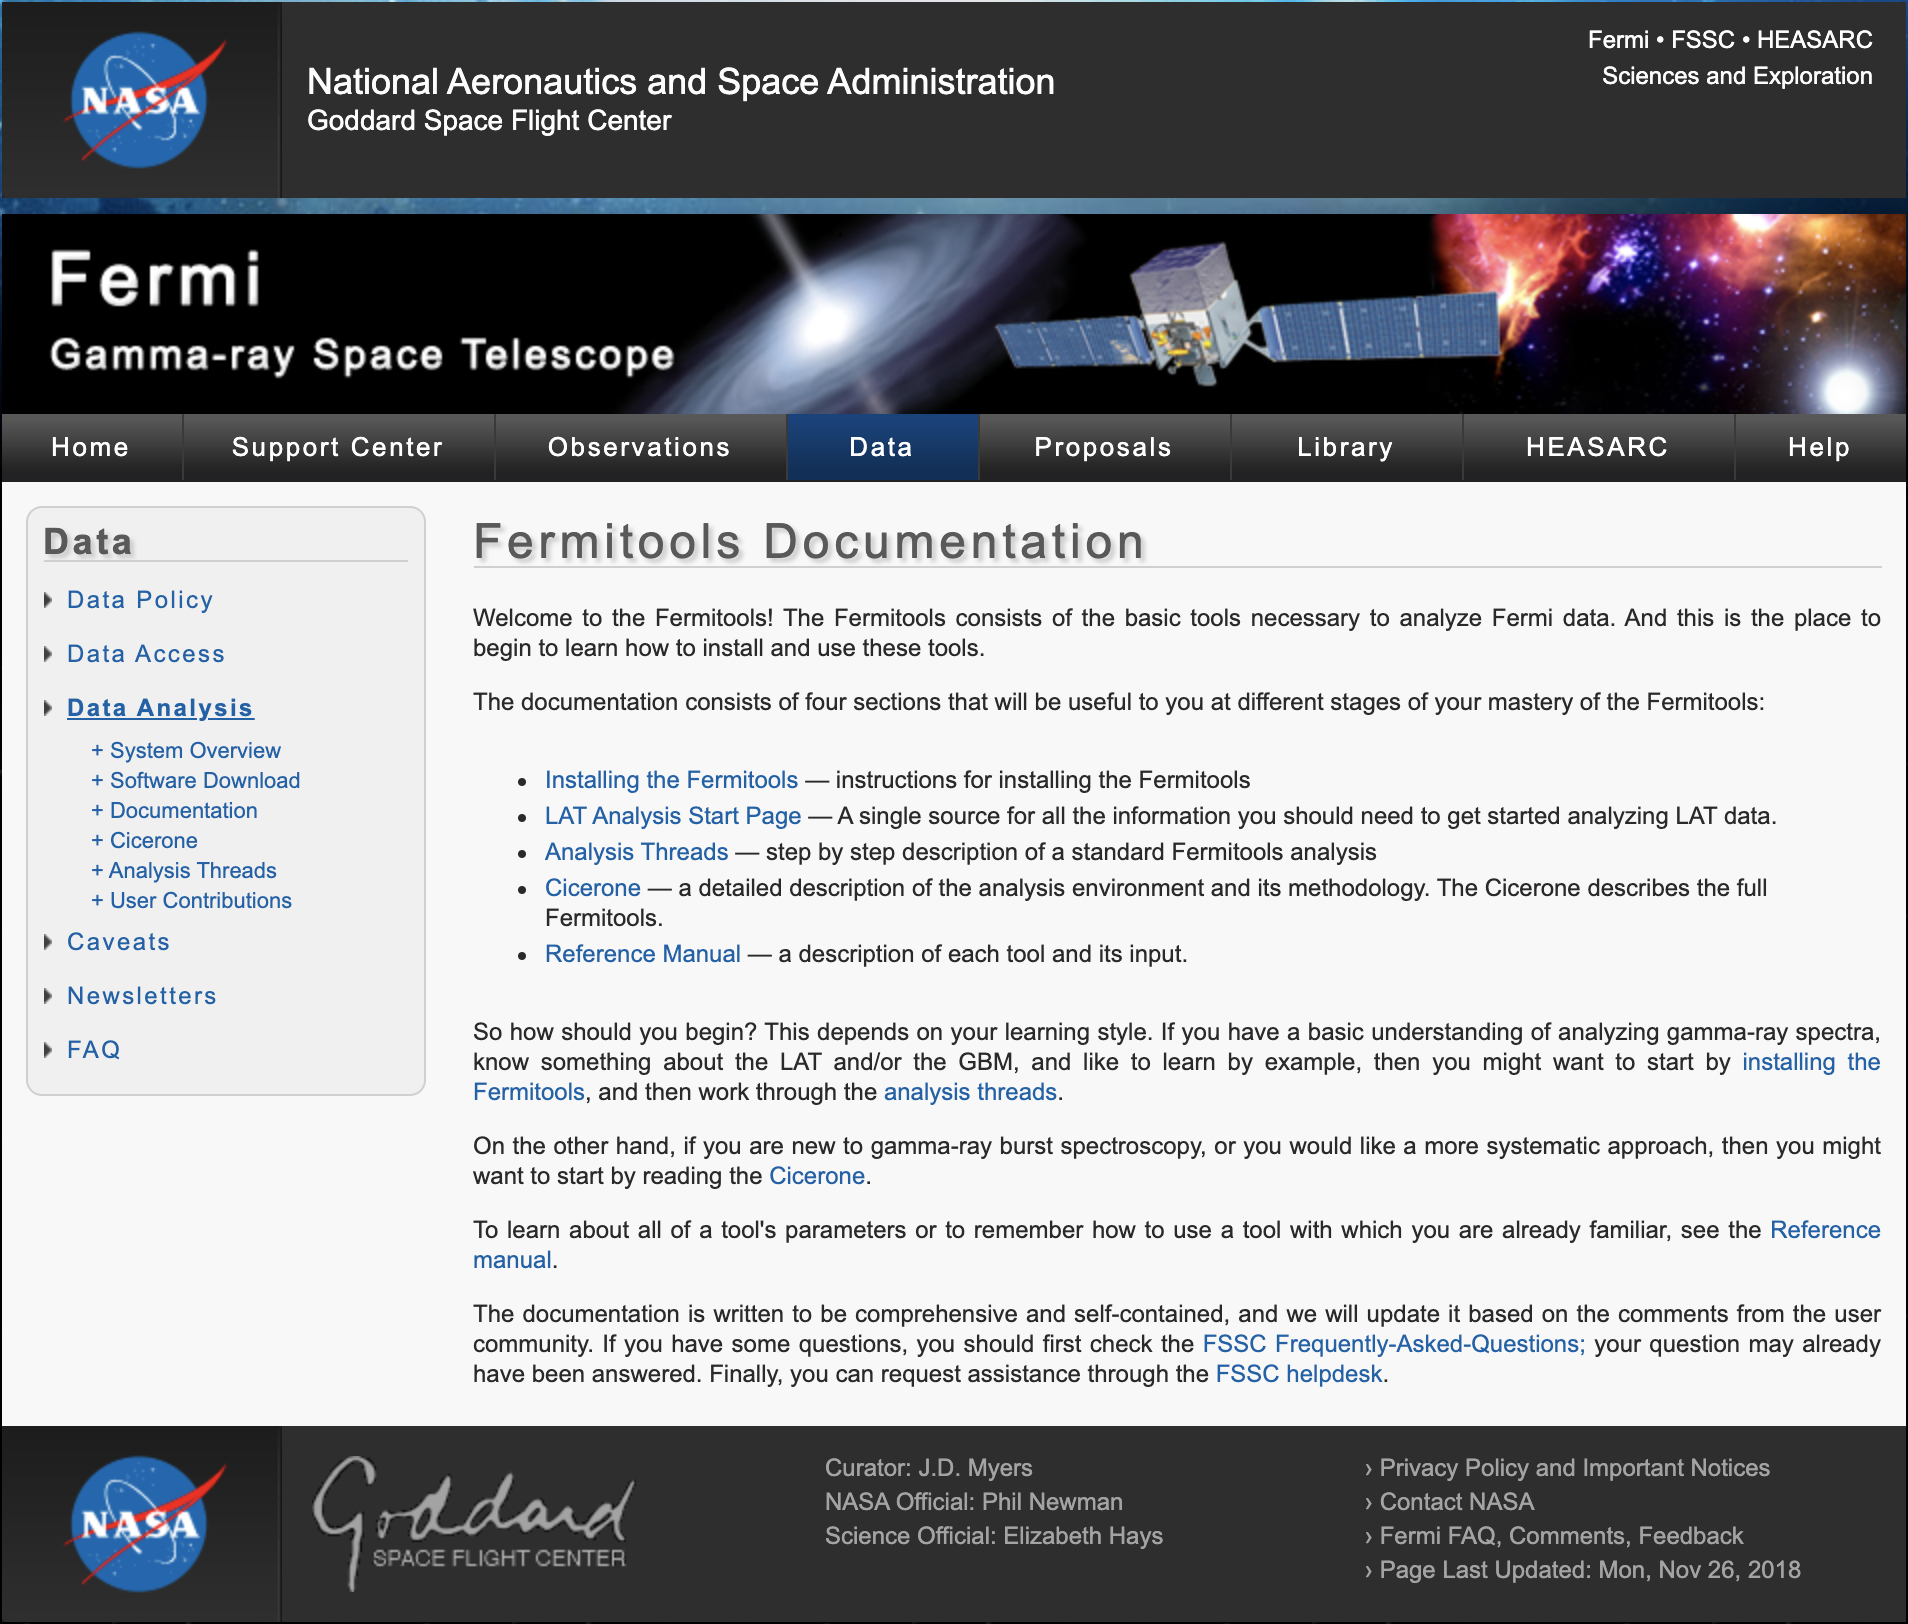 NASA
National Aeronautics and Space Administration
Goddard Space Flight Center
Fermi • FSSC • HEASARC
Sciences and Exploration
Fermi
Gamma-ray Space Telescope
Home
Support Center
Observations
Data
Proposals
Library
HEASARC
Help
Data
Data Policy
Data Access
Data Analysis
+ System Overview
+ Software Download
+ Documentation
+ Cicerone
+ Analysis Threads
+ User Contributions
Caveats
Newsletters
FAQ
Fermitools Documentation
Welcome to the Fermitools! The Fermitools consists of the basic tools necessary to analyze Fermi data. And this is the place to
begin to learn how to install and use these tools.
The documentation consists of four sections that will be useful to you at different stages of your mastery of the Fermitools:
• Installing the Fermitools — instructions for installing the Fermitools
• LAT Analysis Start Page — A single source for all the information you should need to get started analyzing LAT data.
• Analysis Threads — step by step description of a standard Fermitools analysis
• Cicerone — a detailed description of the analysis environment and its methodology. The Cicerone describes the full
Fermitools.
• Reference Manual — a description of each tool and its input.
So how should you begin? This depends on your learning style. If you have a basic understanding of analyzing gamma-ray spectra,
know something about the LAT and/or the GBM, and like to learn by example, then you might want to start by installing the
Fermitools, and then work through the analysis threads.
On the other hand, if you are new to gamma-ray burst spectroscopy, or you would like a more systematic approach, then you might
want to start by reading the Cicerone.
To learn about all of a tool's parameters or to remember how to use a tool with which you are already familiar, see the Reference
manual.
The documentation is written to be comprehensive and self-contained, and we will update it based on the comments from the user
community. If you have some questions, you should first check the FSSC Frequently-Asked-Questions; your question may already
have been answered. Finally, you can request assistance through the FSSC helpdesk.
NASA
Goddard
SPACE FLIGHT CENTER
Curator: J.D. Myers
NASA Official: Phil Newman
Science Official: Elizabeth Hays
› Privacy Policy and Important Notices
› Contact NASA
› Fermi FAQ, Comments, Feedback
› Page Last Updated: Mon, Nov 26, 2018